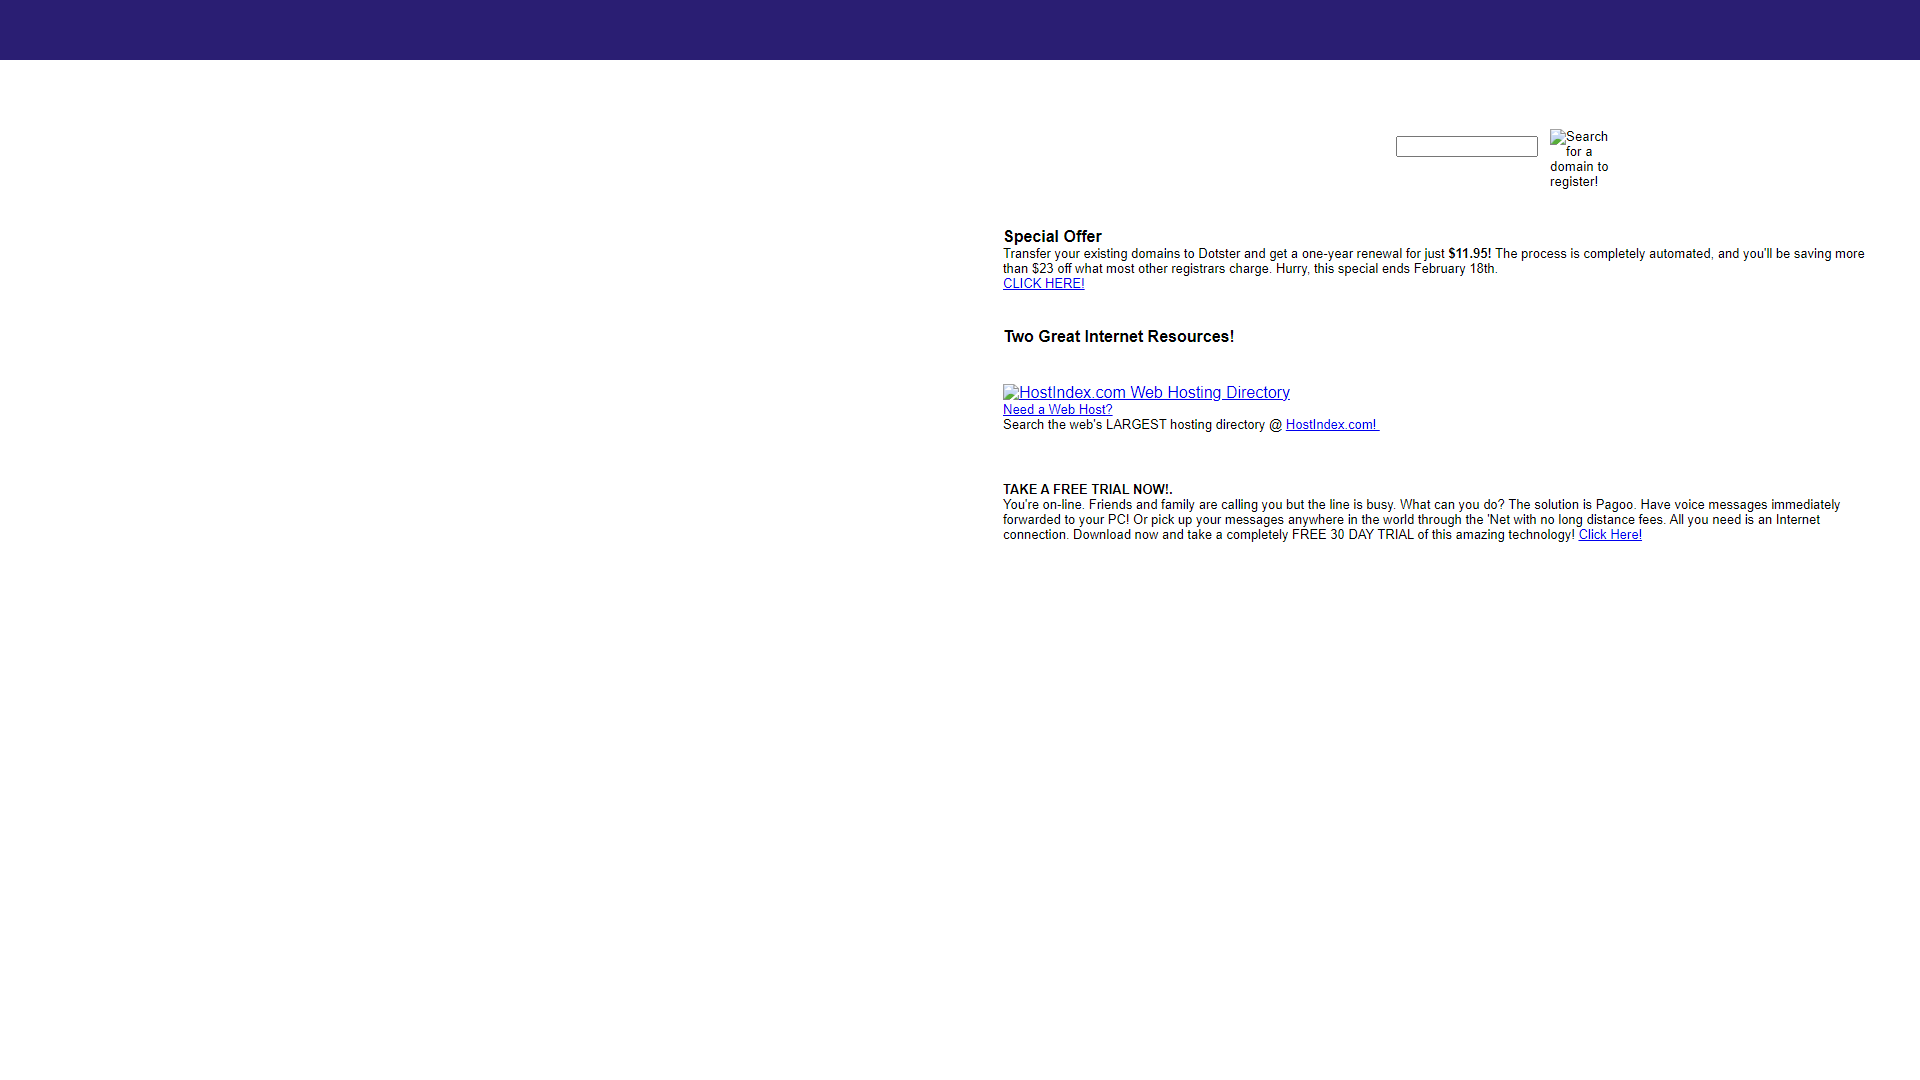 Search
for a
domain to
register!
Special Offer
Transfer your existing domains to Dotster and get a one-year renewal for just $11.95! The process is completely automated, and you'll be saving more
than $23 off what most other registrars charge. Hurry, this special ends February 18th.
CLICK HERE!
Two Great Internet Resources!
HostIndex.com Web Hosting Directory
Need a Web Host?
Search the web's LARGEST hosting directory @ HostIndex.com!
TAKE A FREE TRIAL NOW!.
You're on-line. Friends and family are calling you but the line is busy. What can you do? The solution is Pagoo. Have voice messages immediately
forwarded to your PC! Or pick up your messages anywhere in the world through the 'Net with no long distance fees. All you need is an Internet
connection. Download now and take a completely FREE 30 DAY TRIAL of this amazing technology! Click Here!